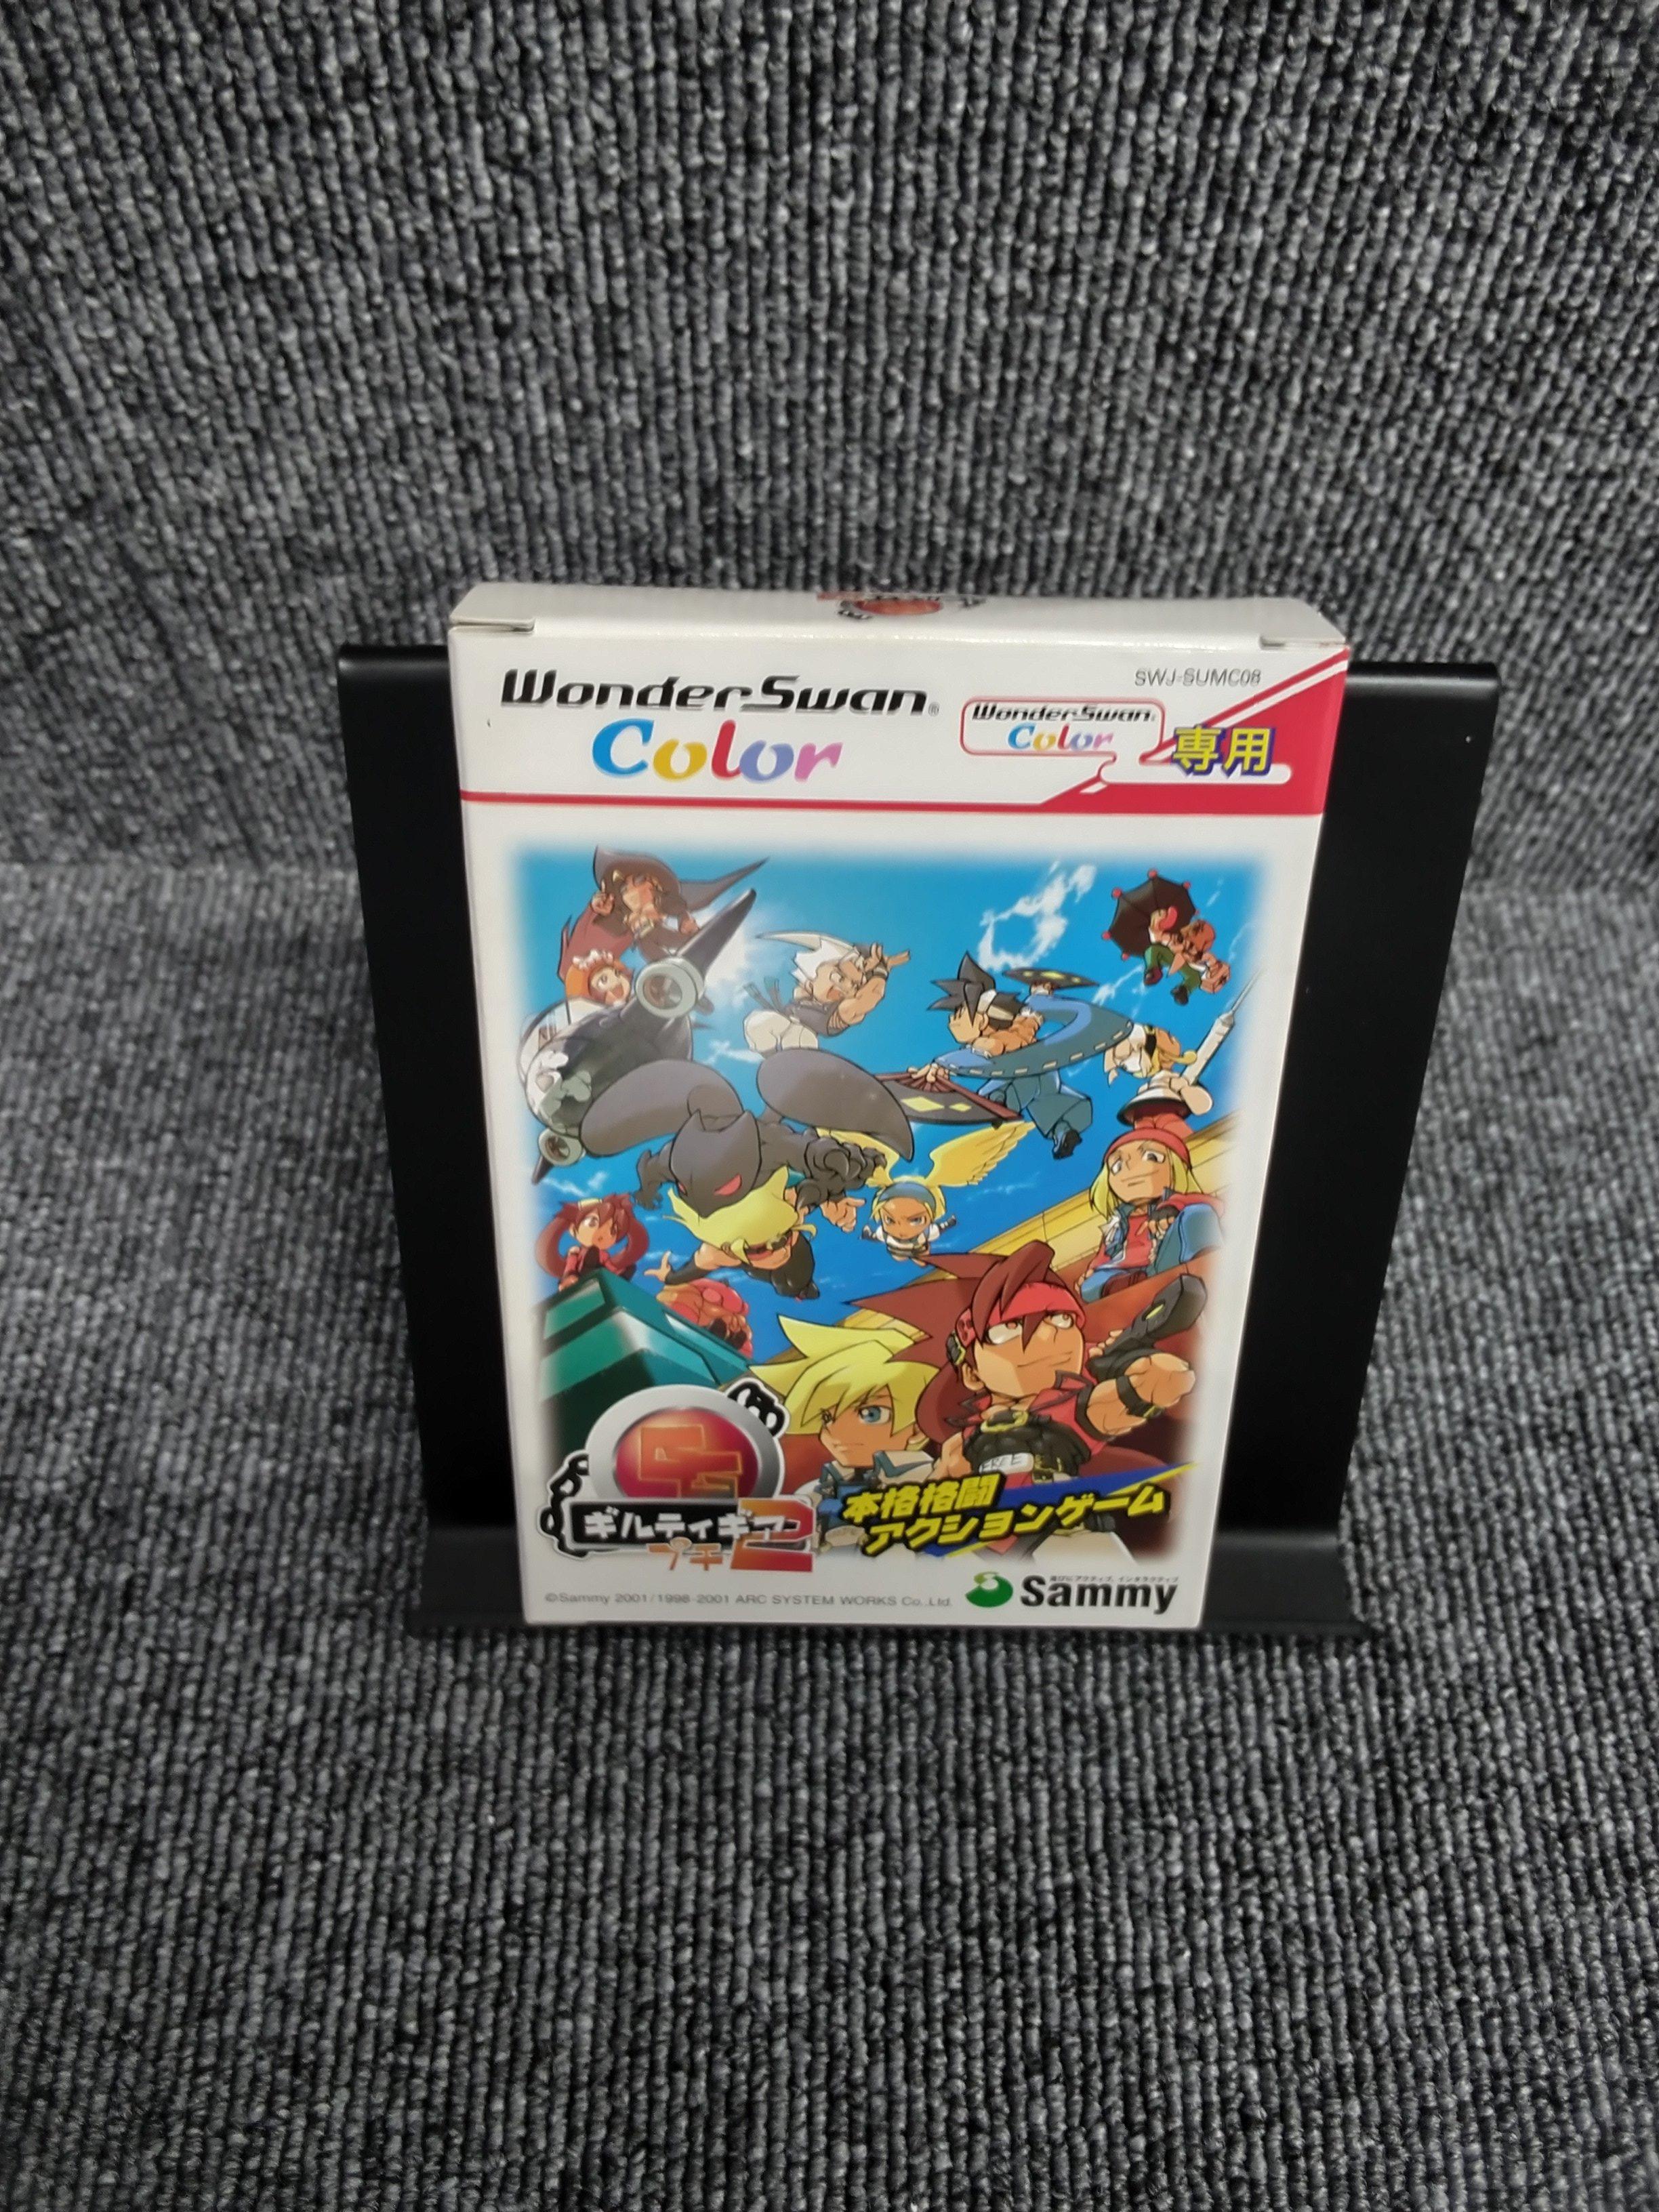 SWJ-SUMC08
WonderSwan®
Color
WonderSwan
Color
専用
FREE
GG
ギルティギア
プチ2
本格格闘
アクションゲーム
©Sammy 2001/1998-2001 ARC SYSTEM WORKS Co.,Ltd.
Sammy